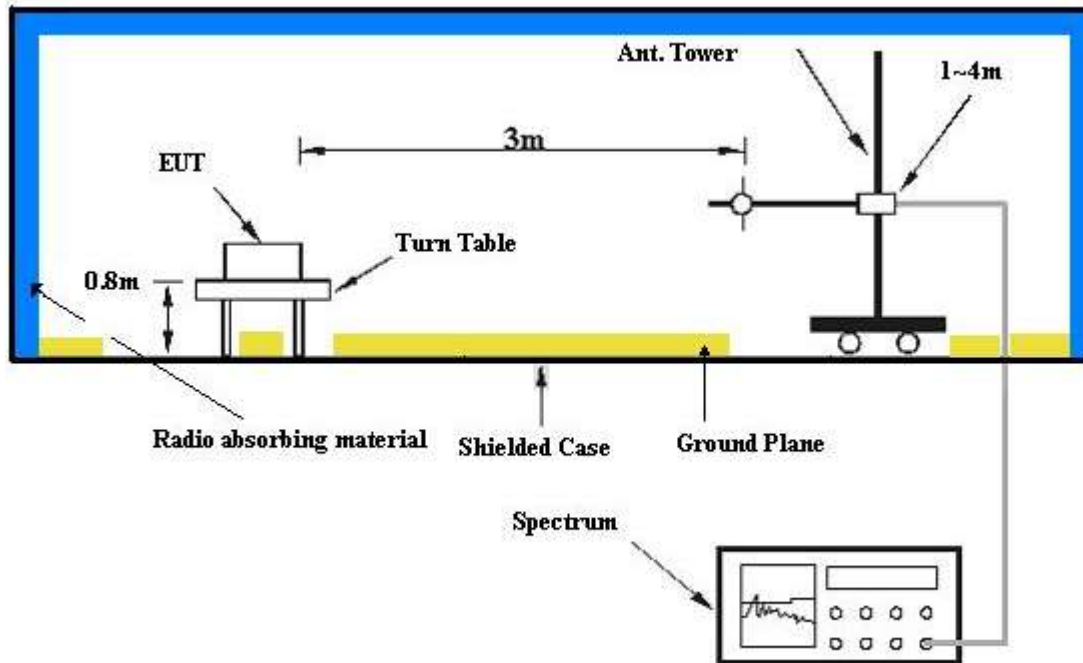 Ant. Tower
1~4m
3m
EUT
Turn Table
0.8m
Radio absorbing material
Shielded Case
Ground Plane
Spectrum